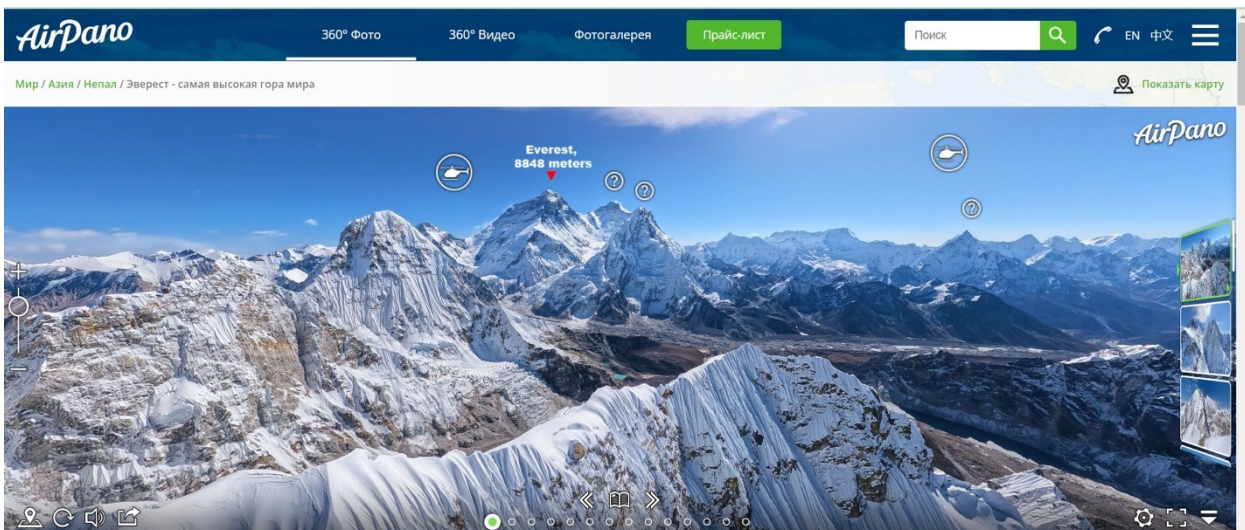 AirPano
360° Фото
360° Видео
Фотогалерея
Прайс-лист
Поиск
EN
中文
Мир / Азия / Непал / Эверест - самая высокая гора мира
Показать карту
AirPano
Everest,
8848 meters
?
?
?